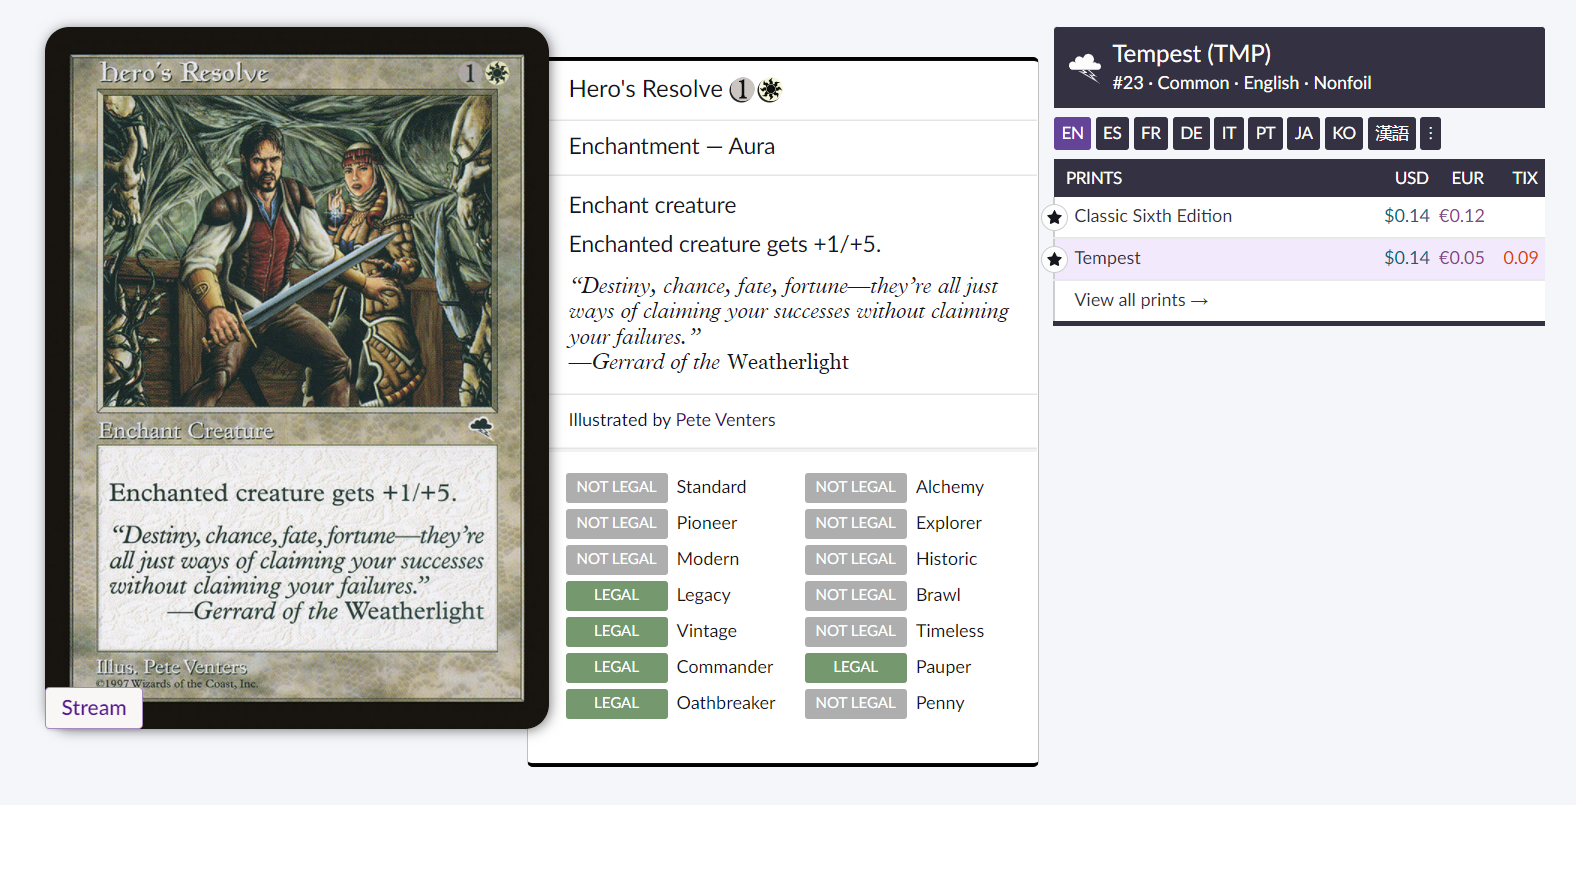 Hero's Resolve 1
Enchant Creature
Enchanted creature gets +1/+5.
“Destiny, chance, fate, fortune—they’re
all just ways of claiming your successes
without claiming your failures.”
—Gerrard of the Weatherlight
Illus. Pete Venters
©1997 Wizards of the Coast, Inc.
Stream
Hero's Resolve 1
Enchantment — Aura
Enchant creature
Enchanted creature gets +1/+5.
“Destiny, chance, fate, fortune—they’re all just
ways of claiming your successes without claiming
your failures.”
—Gerrard of the Weatherlight
Illustrated by Pete Venters
NOT LEGAL Standard NOT LEGAL Alchemy
NOT LEGAL Pioneer NOT LEGAL Explorer
NOT LEGAL Modern NOT LEGAL Historic
LEGAL Legacy NOT LEGAL Brawl
LEGAL Vintage NOT LEGAL Timeless
LEGAL Commander LEGAL Pauper
LEGAL Oathbreaker NOT LEGAL Penny
Tempest (TMP)
#23 · Common · English · Nonfoil
EN ES FR DE IT PT JA KO 漢語 ⋮
PRINTS USD EUR TIX
Classic Sixth Edition $0.14 €0.12
Tempest $0.14 €0.05 0.09
View all prints →